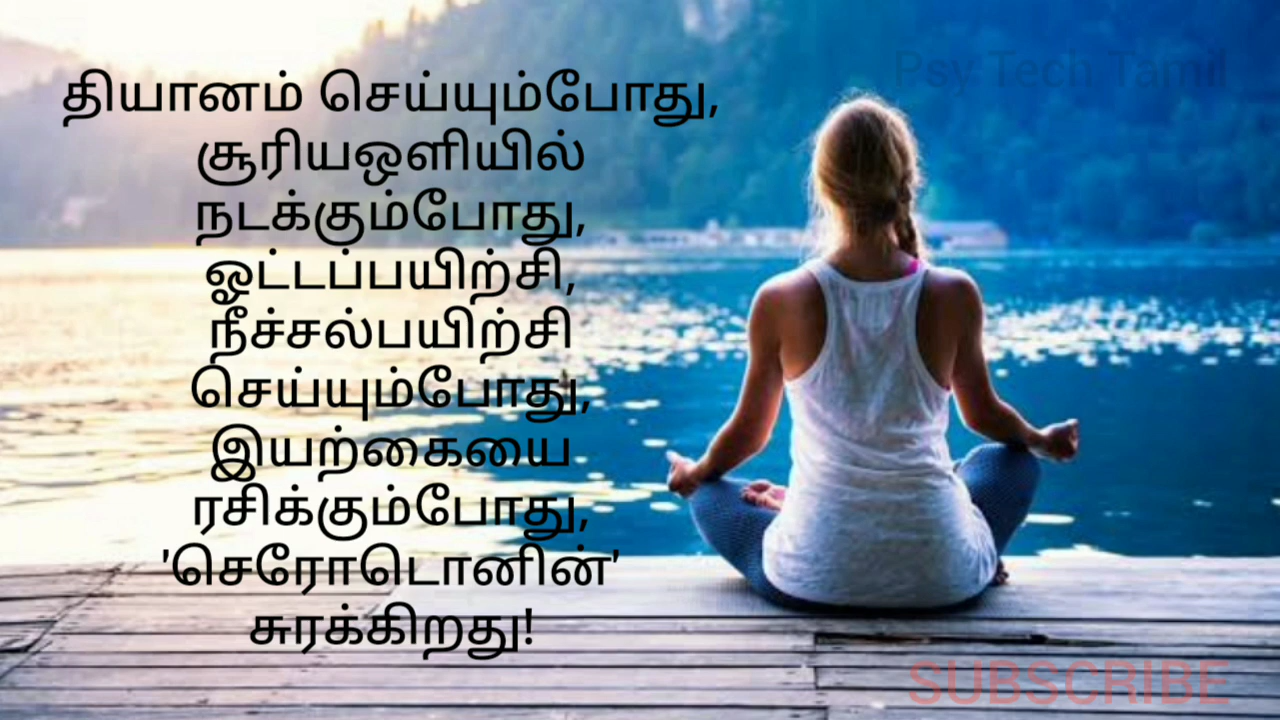 Psy Tech Tamil
தியானம் செய்யும்போது,
சூரியஒளியில்
நடக்கும்போது,
ஓட்டப்பயிற்சி,
நீச்சல்பயிற்சி
செய்யும்போது,
இயற்கையை
ரசிக்கும்போது,
'செரோடொனின்'
சுரக்கிறது!
SUBSCRIBE